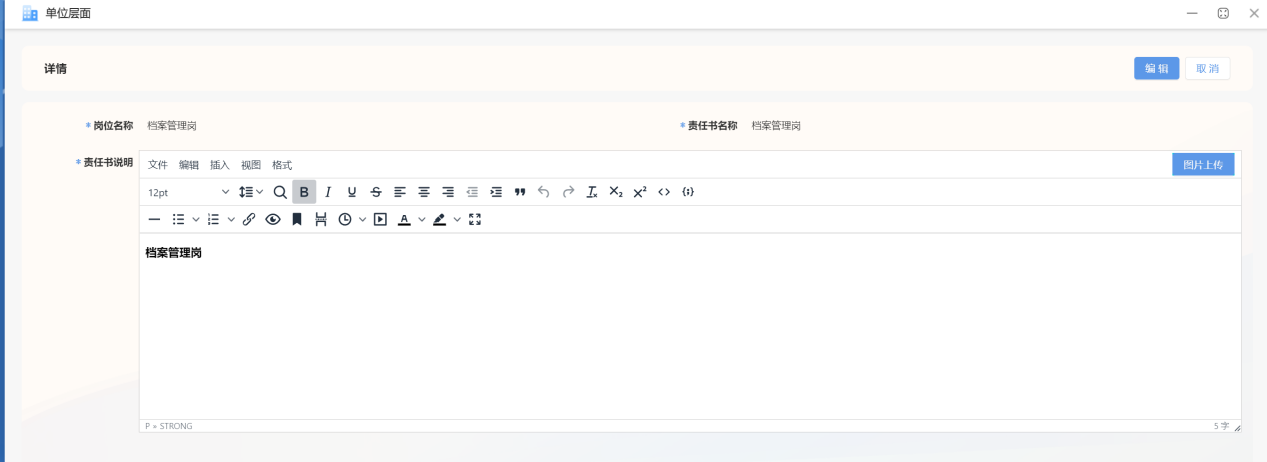 单位层面
详情
编辑 取消
* 岗位名称 档案管理岗 * 责任书名称 档案管理岗
* 责任书说明 文件 编辑 插入 视图 格式 图片上传
12pt
档案管理岗
P » STRONG 5 字